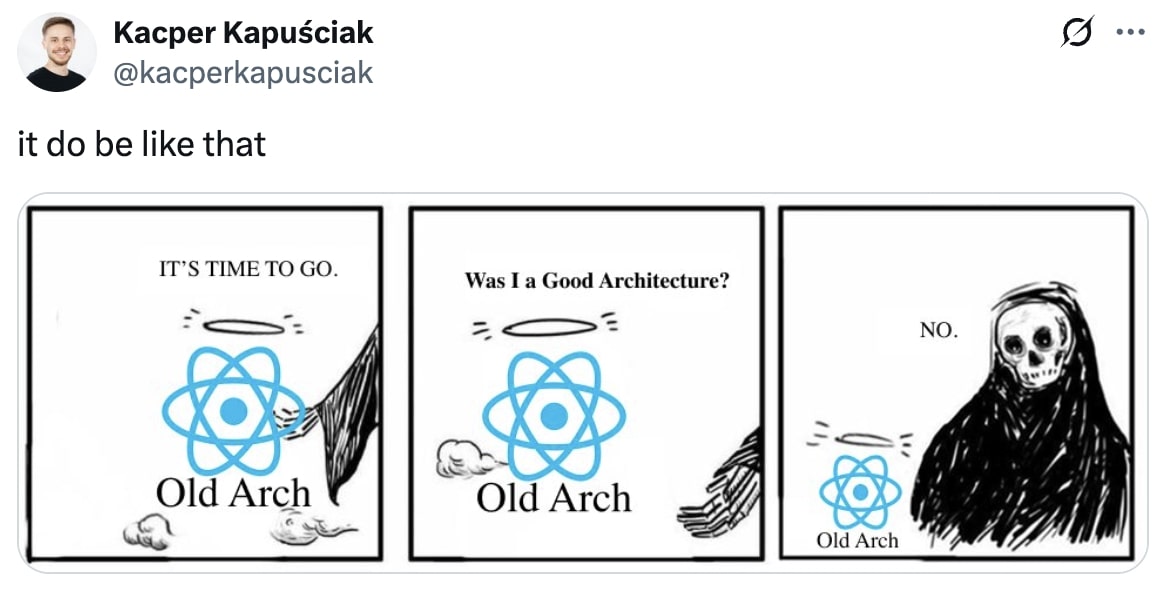 Kacper Kapuściak
@kacperkapusciak
it do be like that
IT'S TIME TO GO.
Old Arch
Was I a Good Architecture?
Old Arch
NO.
Old Arch